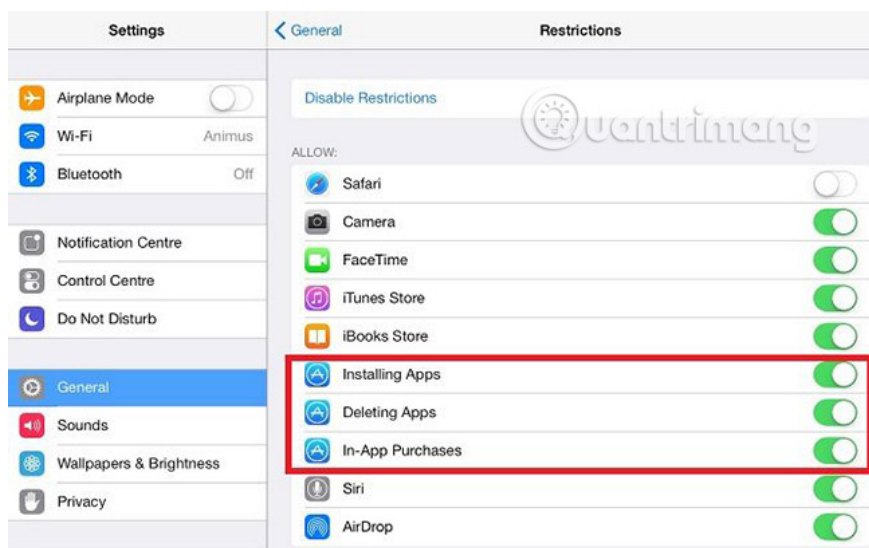 Settings
Airplane Mode
Wi-Fi Animus
Bluetooth Off
Notification Centre
Control Centre
Do Not Disturb
General
Sounds
Wallpapers & Brightness
Privacy
General Restrictions
Disable Restrictions
Quantrimang
ALLOW:
Safari
Camera
FaceTime
iTunes Store
iBooks Store
Installing Apps
Deleting Apps
In-App Purchases
Siri
AirDrop